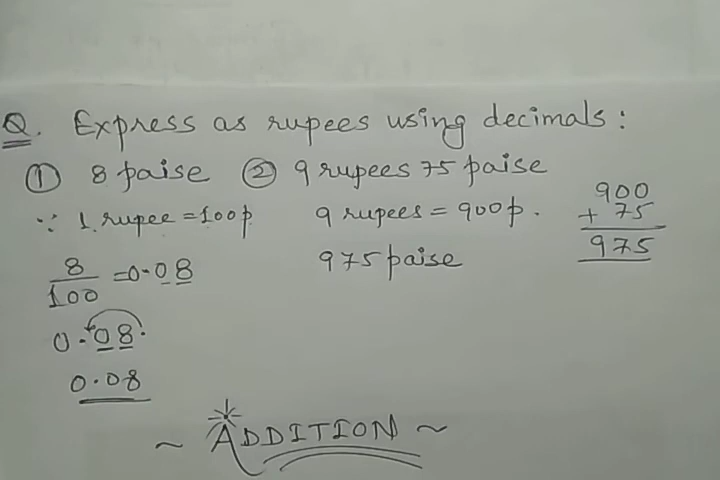 Q. Express as rupees using decimals:
① 8 paise ② 9 rupees 75 paise
∵ 1 rupee = 100p
8/100 = 0.08
0.08.
0.08
9 rupees = 900p.
975 paise
900
+ 75
975
~ ADDITION ~